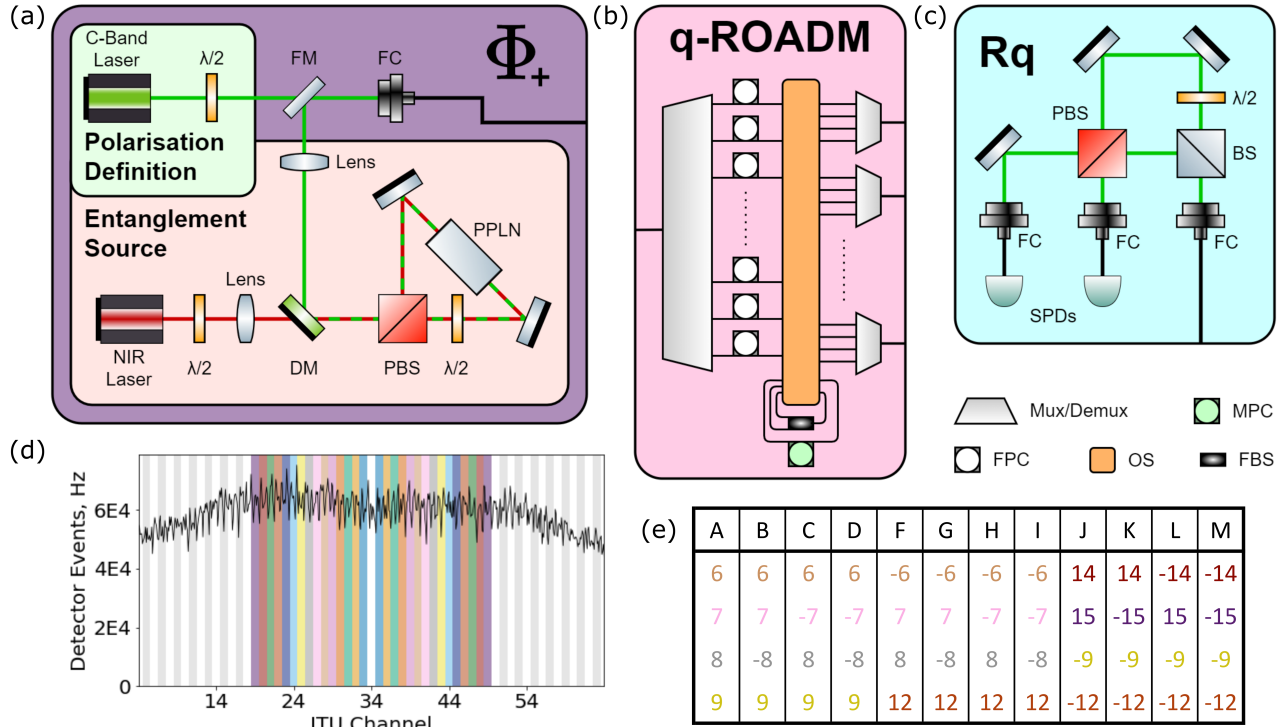 (a)
C-Band
Laser
λ/2
FM
FC
Φ+
Polarisation
Definition
Lens
Entanglement
Source
PPLN
Lens
NIR
Laser
λ/2
DM
PBS
λ/2
(b)
q-ROADM
(c)
Rq
PBS
λ/2
BS
FC
FC
FC
SPDs
Mux/Demux
MPC
FPC
OS
FBS
(d)
Detector Events, Hz
6E4
4E4
2E4
0
14
24
34
44
54
ITU Channel
(e)
A B C D F G H I J K L M
6 6 6 6 -6 -6 -6 -6 14 14 -14 -14
7 7 -7 -7 7 7 -7 -7 15 -15 15 -15
8 -8 8 -8 8 -8 8 -8 -9 -9 -9 -9
9 9 9 9 12 12 12 12 -12 -12 -12 -12